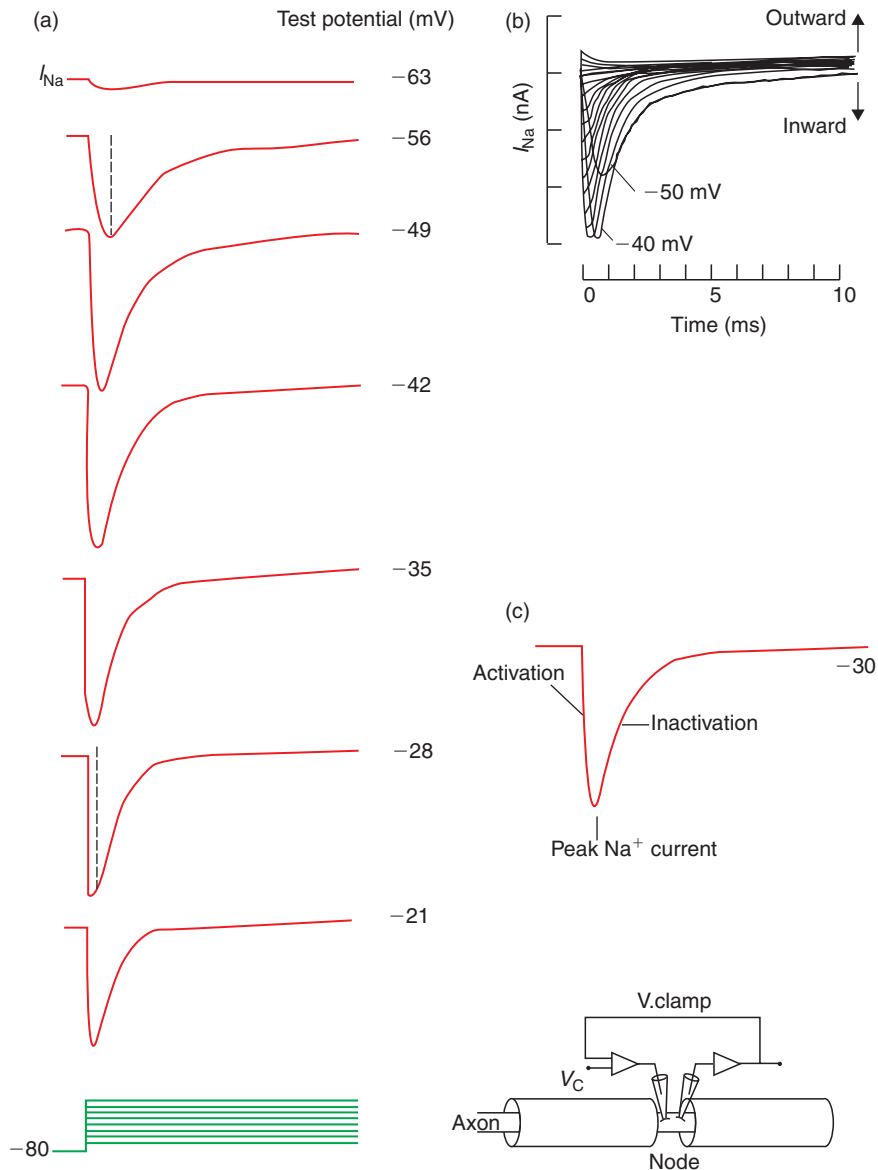 (a)
Test potential (mV)
I_Na
−63
−56
−49
−42
−35
−28
−21
−80
(b)
Outward
I_Na (nA)
Inward
−50 mV
−40 mV
0 5 10
Time (ms)
(c)
−30
Activation
Inactivation
Peak Na⁺ current
V.clamp
V_C
Axon
Node